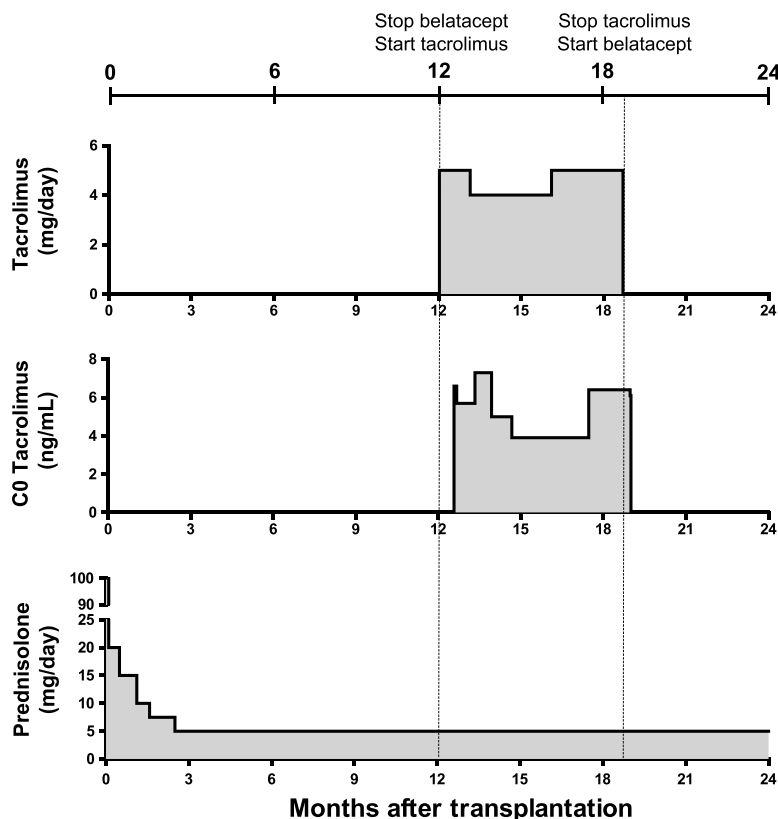 Stop belatacept Stop tacrolimus
Start tacrolimus Start belatacept
0 6 12 18 24
Tacrolimus
(mg/day)
6
4
2
0
0 3 6 9 12 15 18 21 24
C0 Tacrolimus
(ng/mL)
8
6
4
2
0
0 3 6 9 12 15 18 21 24
Prednisolone
(mg/day)
100
90
25
20
15
10
5
0
0 3 6 9 12 15 18 21 24
Months after transplantation